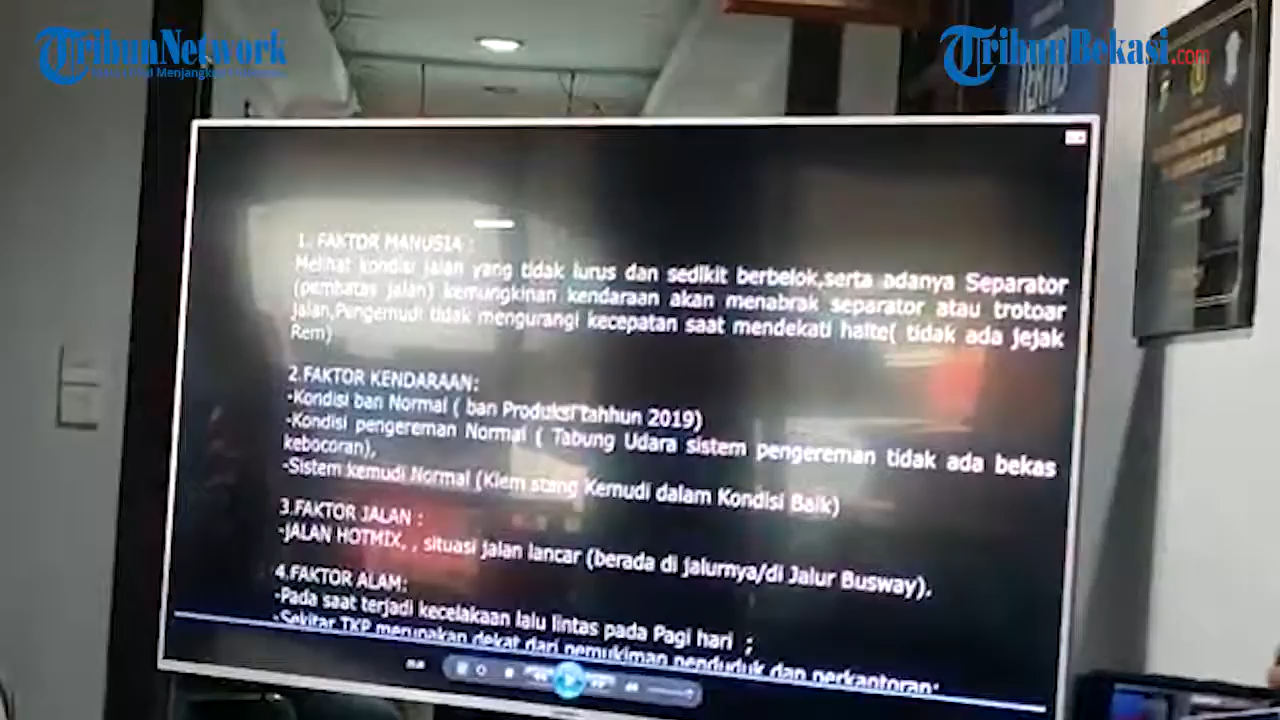 TribunNetwork
TribunBekasi.com
1. FAKTOR MANUSIA :
Melihat kondisi jalan yang tidak lurus dan sedikit berbelok,serta adanya Separator
(pembatas jalan) kemungkinan kendaraan akan menabrak separator atau trotoar
jalan,Pengemudi tidak mengurangi kecepatan saat mendekati halte( tidak ada jejak
Rem)
2.FAKTOR KENDARAAN:
-Kondisi ban Normal ( ban Produksi tahhun 2019)
-Kondisi pengereman Normal ( Tabung Udara sistem pengereman tidak ada bekas
kebocoran),
-Sistem kemudi Normal (Klem stang Kemudi dalam Kondisi Baik)
3.FAKTOR JALAN :
-JALAN HOTMIX, , situasi jalan lancar (berada di jalurnya/di Jalur Busway).
4.FAKTOR ALAM:
-Pada saat terjadi kecelakaan lalu lintas pada Pagi hari ;
-Sekitar TKP merupakan dekat dari pemukiman penduduk dan perkantoran;